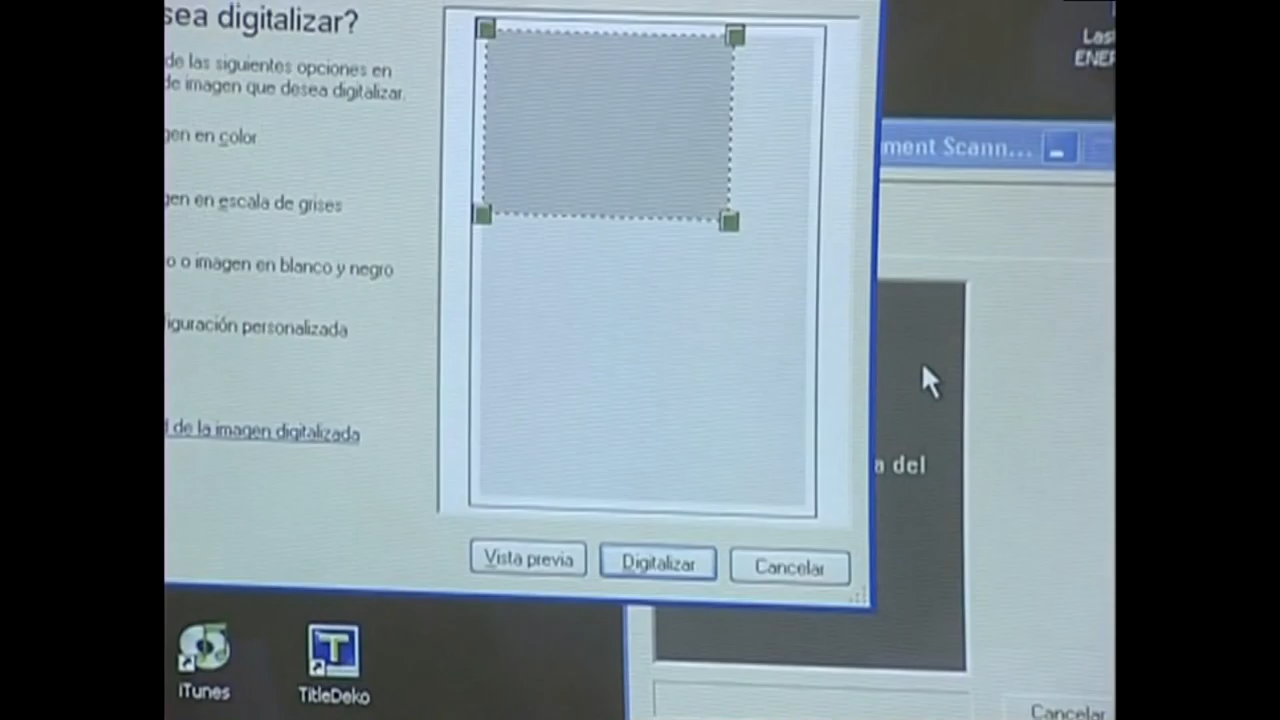 sea digitalizar?
de las siguientes opciones en
de imagen que desea digitalizar.
gen en color
gen en escala de grises
o o imagen en blanco y negro
iguración personalizada
de la imagen digitalizada
Vista previa
Digitalizar
Cancelar
Las
ENER
ment Scann...
a del
Cancelar
iTunes
TitleDeko